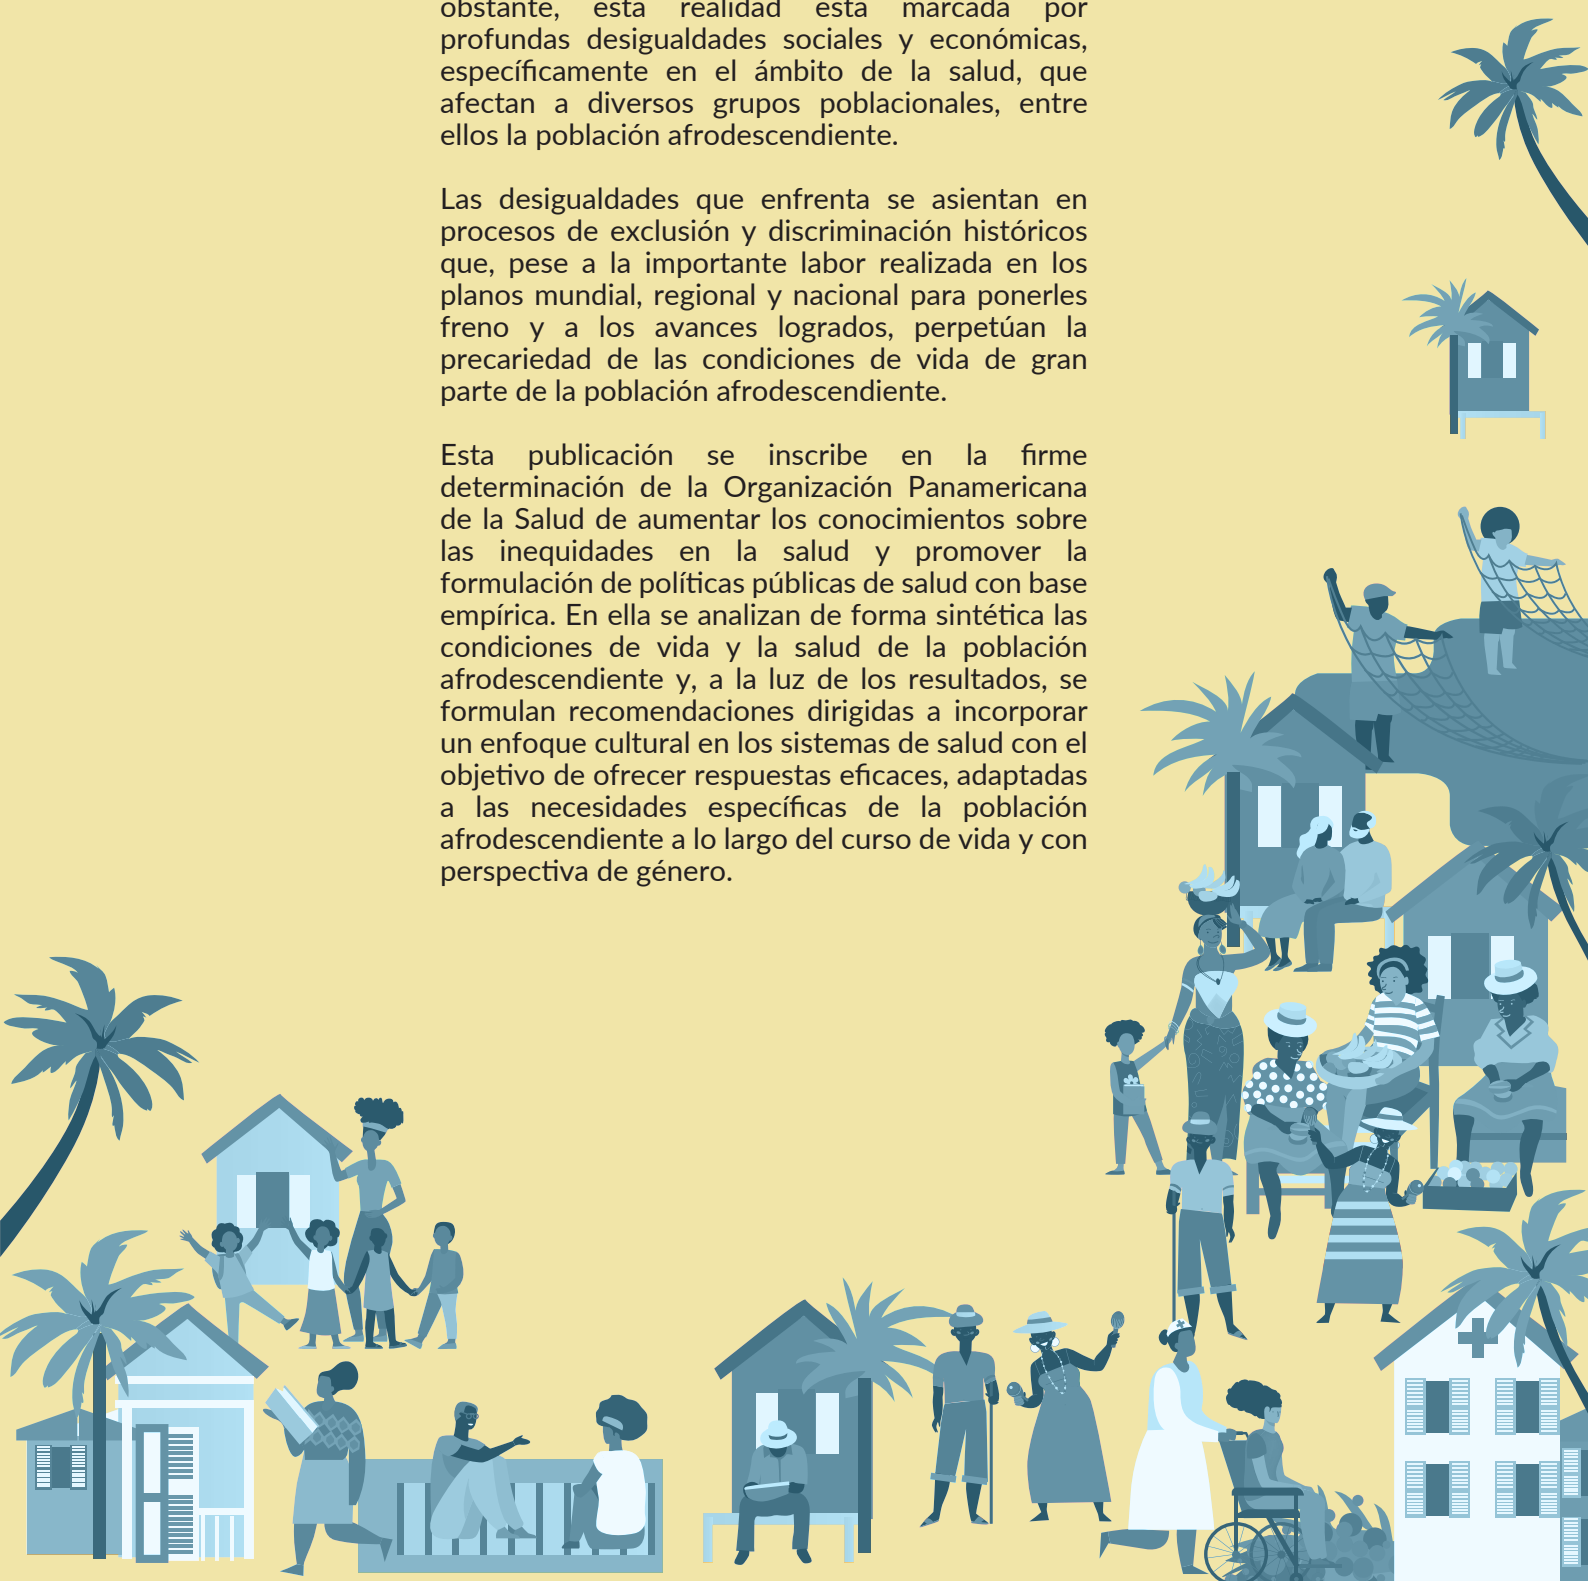 obstante, esta realidad está marcada por
profundas desigualdades sociales y económicas,
específicamente en el ámbito de la salud, que
afectan a diversos grupos poblacionales, entre
ellos la población afrodescendiente.
Las desigualdades que enfrenta se asientan en
procesos de exclusión y discriminación históricos
que, pese a la importante labor realizada en los
planos mundial, regional y nacional para ponerles
freno y a los avances logrados, perpetúan la
precariedad de las condiciones de vida de gran
parte de la población afrodescendiente.
Esta publicación se inscribe en la firme
determinación de la Organización Panamericana
de la Salud de aumentar los conocimientos sobre
las inequidades en la salud y promover la
formulación de políticas públicas de salud con base
empírica. En ella se analizan de forma sintética las
condiciones de vida y la salud de la población
afrodescendiente y, a la luz de los resultados, se
formulan recomendaciones dirigidas a incorporar
un enfoque cultural en los sistemas de salud con el
objetivo de ofrecer respuestas eficaces, adaptadas
a las necesidades específicas de la población
afrodescendiente a lo largo del curso de vida y con
perspectiva de género.